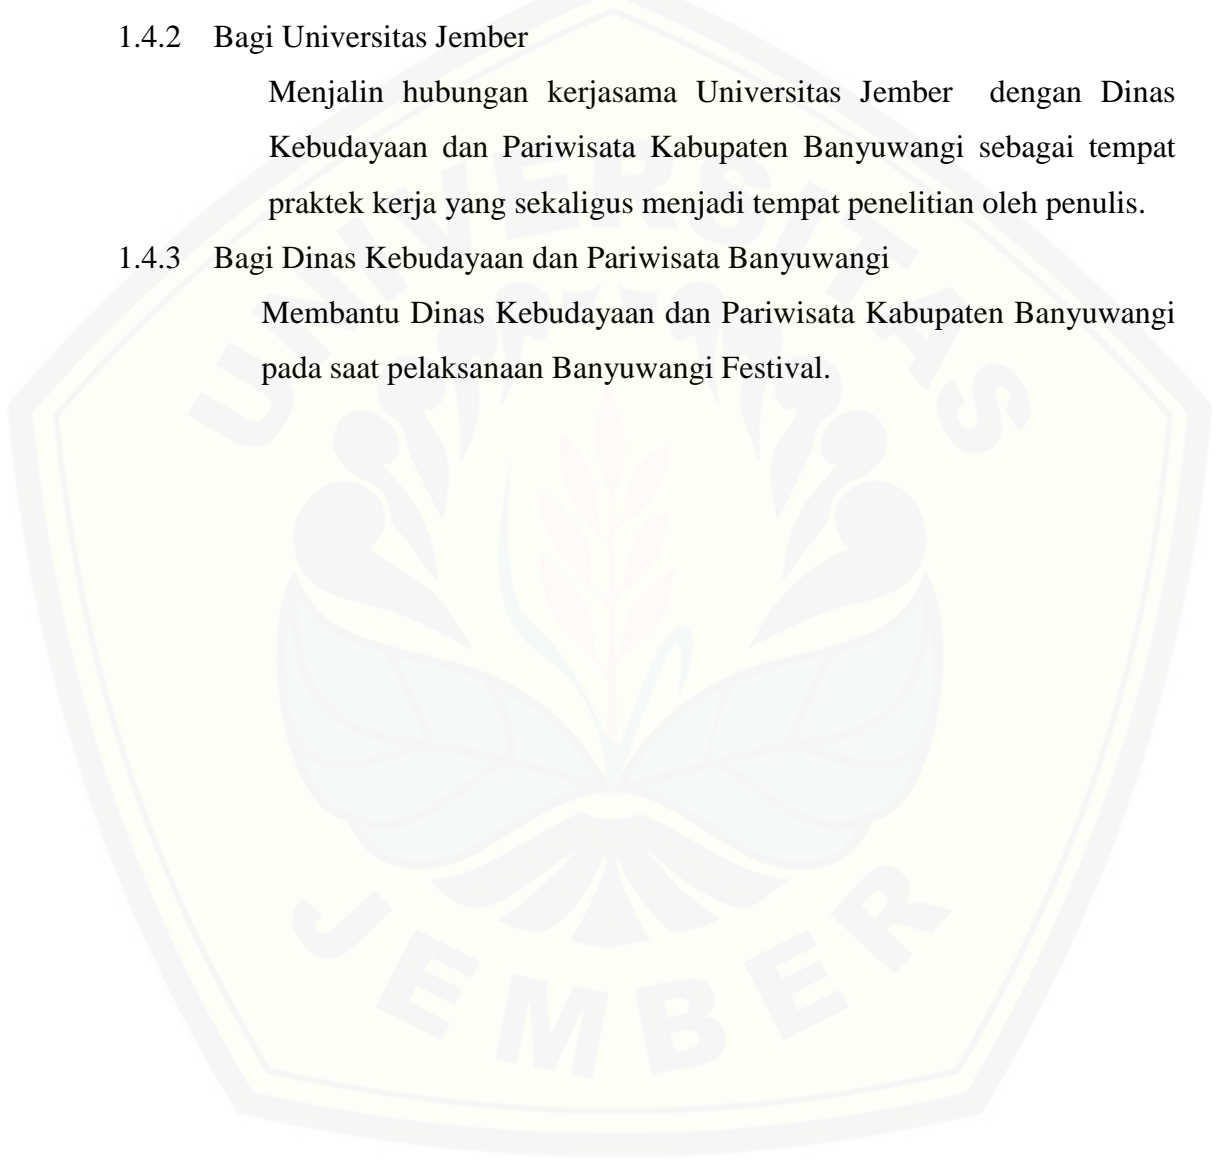 1.4.2 Bagi Universitas Jember
Menjalin hubungan kerjasama Universitas Jember dengan Dinas
Kebudayaan dan Pariwisata Kabupaten Banyuwangi sebagai tempat
praktek kerja yang sekaligus menjadi tempat penelitian oleh penulis.
1.4.3 Bagi Dinas Kebudayaan dan Pariwisata Banyuwangi
Membantu Dinas Kebudayaan dan Pariwisata Kabupaten Banyuwangi
pada saat pelaksanaan Banyuwangi Festival.
UNIVERSITAS
JEMBER